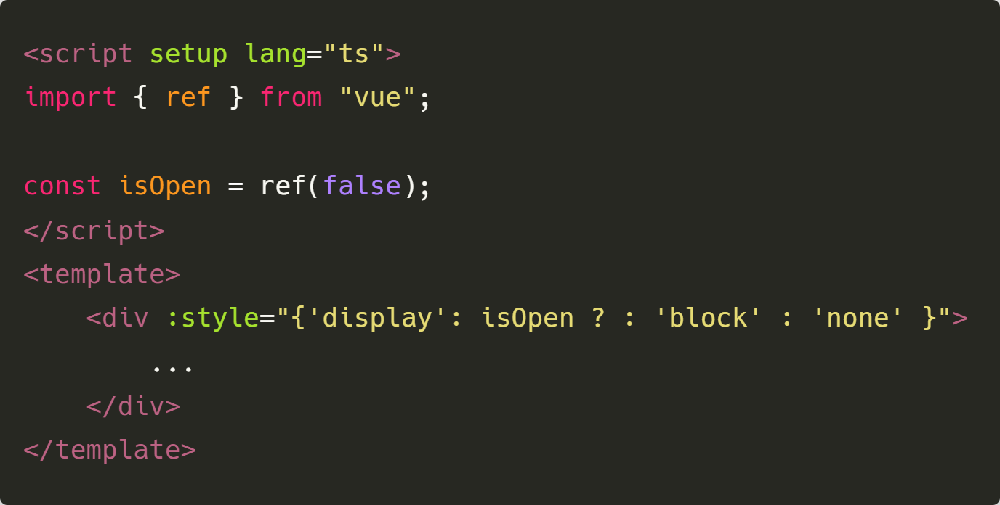 <script setup lang="ts">
import { ref } from "vue";

const isOpen = ref(false);
</script>
<template>
    <div :style="{'display': isOpen ? : 'block' : 'none' }">
        ...
    </div>
</template>